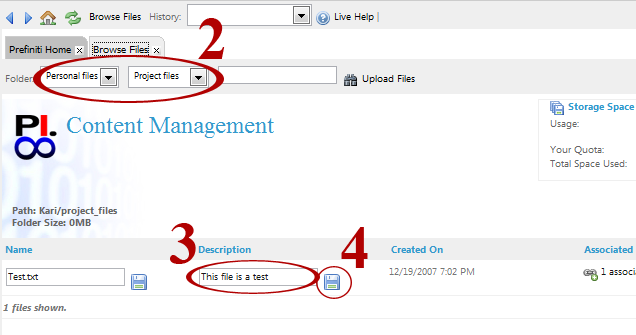 Browse Files History: Live Help |
2
Prefiniti Home x Browse Files x
Folder Personal files Project files Upload Files
PI.
Content Management
Storage Space
Usage:
Your Quota:
Total Space Used:
Path: Kari/project_files
Folder Size: 0MB
3 4
Name Description Created On Associated
Test.txt This file is a test 12/19/2007 7:02 PM 1 associ
1 files shown.